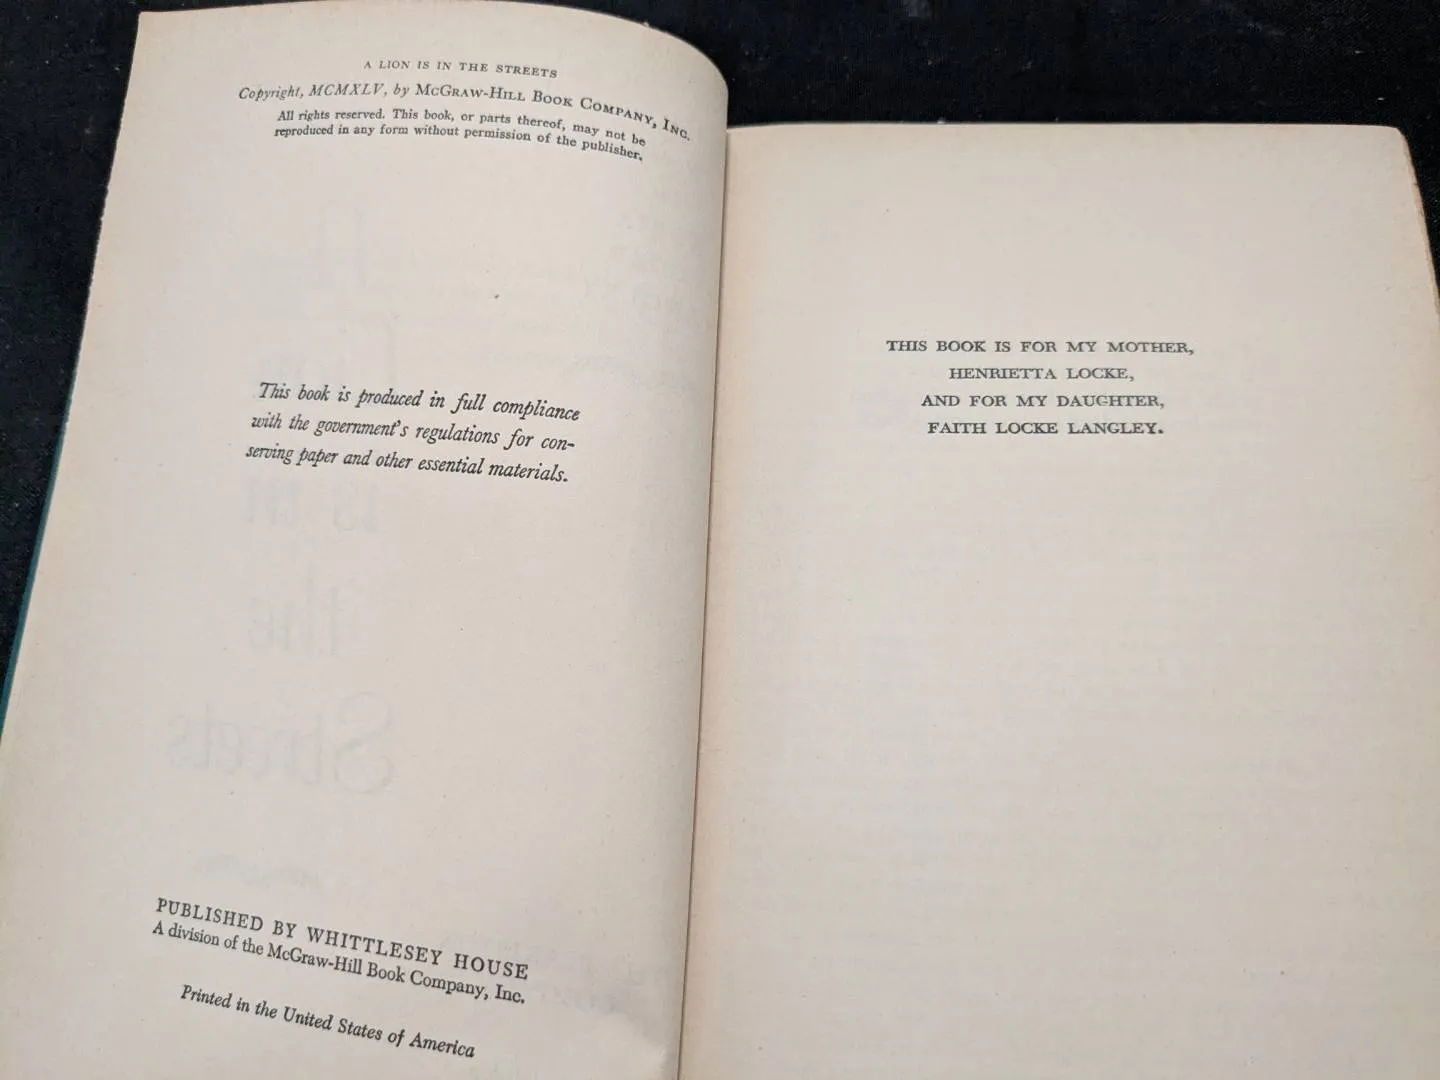 A LION IS IN THE STREETS
Copyright, MCMXLV, by McGraw-Hill Book Company, Inc.
All rights reserved. This book, or parts thereof, may not be
reproduced in any form without permission of the publisher.
This book is produced in full compliance
with the government's regulations for con-
serving paper and other essential materials.
PUBLISHED BY WHITTLESEY HOUSE
A division of the McGraw-Hill Book Company, Inc.
Printed in the United States of America
THIS BOOK IS FOR MY MOTHER,
HENRIETTA LOCKE,
AND FOR MY DAUGHTER,
FAITH LOCKE LANGLEY.